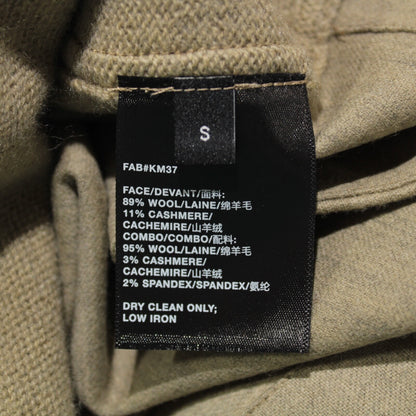 S
FAB#KM37
FACE/DEVANT/面料:
89% WOOL/LAINE/绵羊毛
11% CASHMERE/
CACHEMIRE/山羊绒
COMBO/COMBO/配料:
95% WOOL/LAINE/绵羊毛
3% CASHMERE/
CACHEMIRE/山羊绒
2% SPANDEX/SPANDEX/氨纶
DRY CLEAN ONLY;
LOW IRON